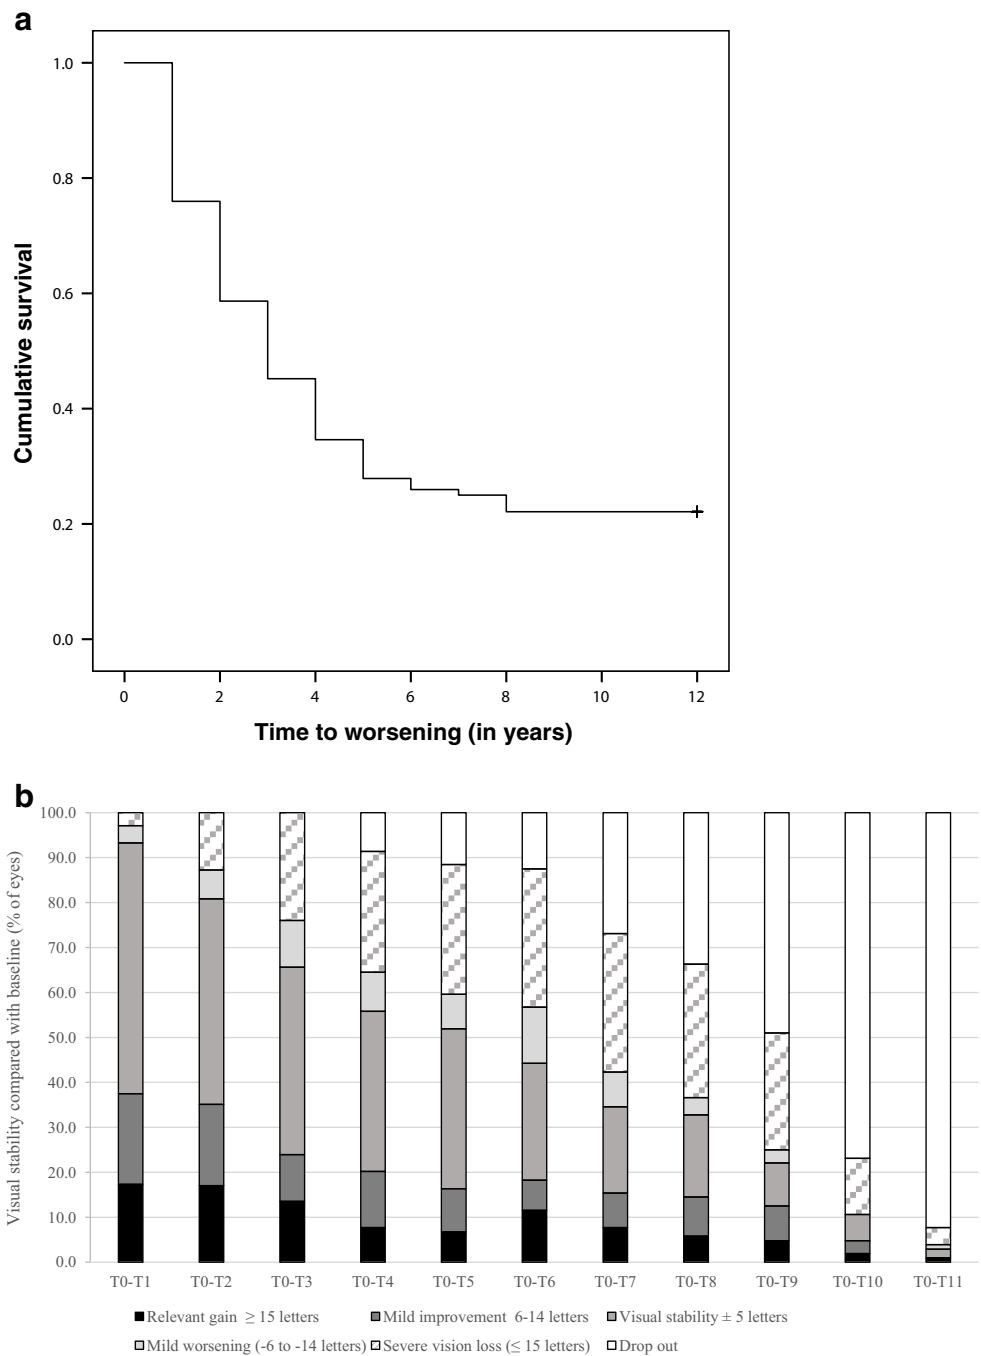 a
1.0
0.8
0.6
0.4
0.2
0.0
Cumulative survival
0 2 4 6 8 10 12
Time to worsening (in years)
b
100.0
90.0
80.0
70.0
60.0
50.0
40.0
30.0
20.0
10.0
0.0
Visual stability compared with baseline (% of eyes)
T0-T1 T0-T2 T0-T3 T0-T4 T0-T5 T0-T6 T0-T7 T0-T8 T0-T9 T0-T10 T0-T11
Relevant gain ≥ 15 letters Mild improvement 6-14 letters Visual stability ± 5 letters
Mild worsening (-6 to -14 letters) Severe vision loss (≤ 15 letters) Drop out